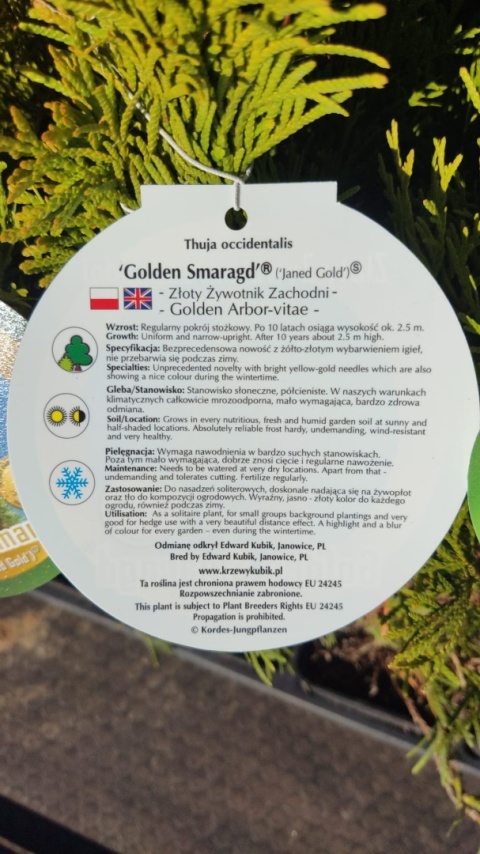 Thuja occidentalis
'Golden Smaragd'® ('Janed Gold')Ⓢ
- Złoty Żywotnik Zachodni -
- Golden Arbor-vitae -
Wzrost: Regularny pokrój stożkowy. Po 10 latach osiąga wysokość ok. 2.5 m.
Growth: Uniform and narrow-upright. After 10 years about 2.5 m high.
Specyfikacja: Bezprecedensowa nowość z żółto-złotym wybarwieniem igieł,
nie przebarwia się podczas zimy.
Specialties: Unprecedented novelty with bright yellow-gold needles which are also
showing a nice colour during the wintertime.
Gleba/Stanowisko: Stanowisko słoneczne, półcieniste. W naszych warunkach
klimatycznych całkowicie mrozoodporna, mało wymagająca, bardzo zdrowa
odmiana.
Soil/Location: Grows in every nutritious, fresh and humid garden soil at sunny and
half-shaded locations. Absolutely reliable frost hardy, undemanding, wind-resistant
and very healthy.
Pielęgnacja: Wymaga nawodnienia w bardzo suchych stanowiskach.
Poza tym mało wymagająca, dobrze znosi cięcie i regularne nawożenie.
Maintenance: Needs to be watered at very dry locations. Apart from that -
undemanding and tolerates cutting. Fertilize regularly.
Zastosowanie: Do nasadzeń soliterowych, doskonale nadająca się na żywopłot
oraz tło do kompozycji ogrodowych. Wyraźny, jasno - złoty kolor do każdego
ogrodu, również podczas zimy.
Utilisation: As a solitaire plant, for small groups background plantings and very
good for hedge use with a very beautiful distance effect. A highlight and a blur
of colour for every garden – even during the wintertime.
Odmianę odkrył Edward Kubik, Janowice, PL
Bred by Edward Kubik, Janowice, PL
www.krzewykubik.pl
Ta roślina jest chroniona prawem hodowcy EU 24245
Rozpowszechnianie zabronione.
This plant is subject to Plant Breeders Rights EU 24245
Propagation is prohibited.
© Kordes-Jungpflanzen